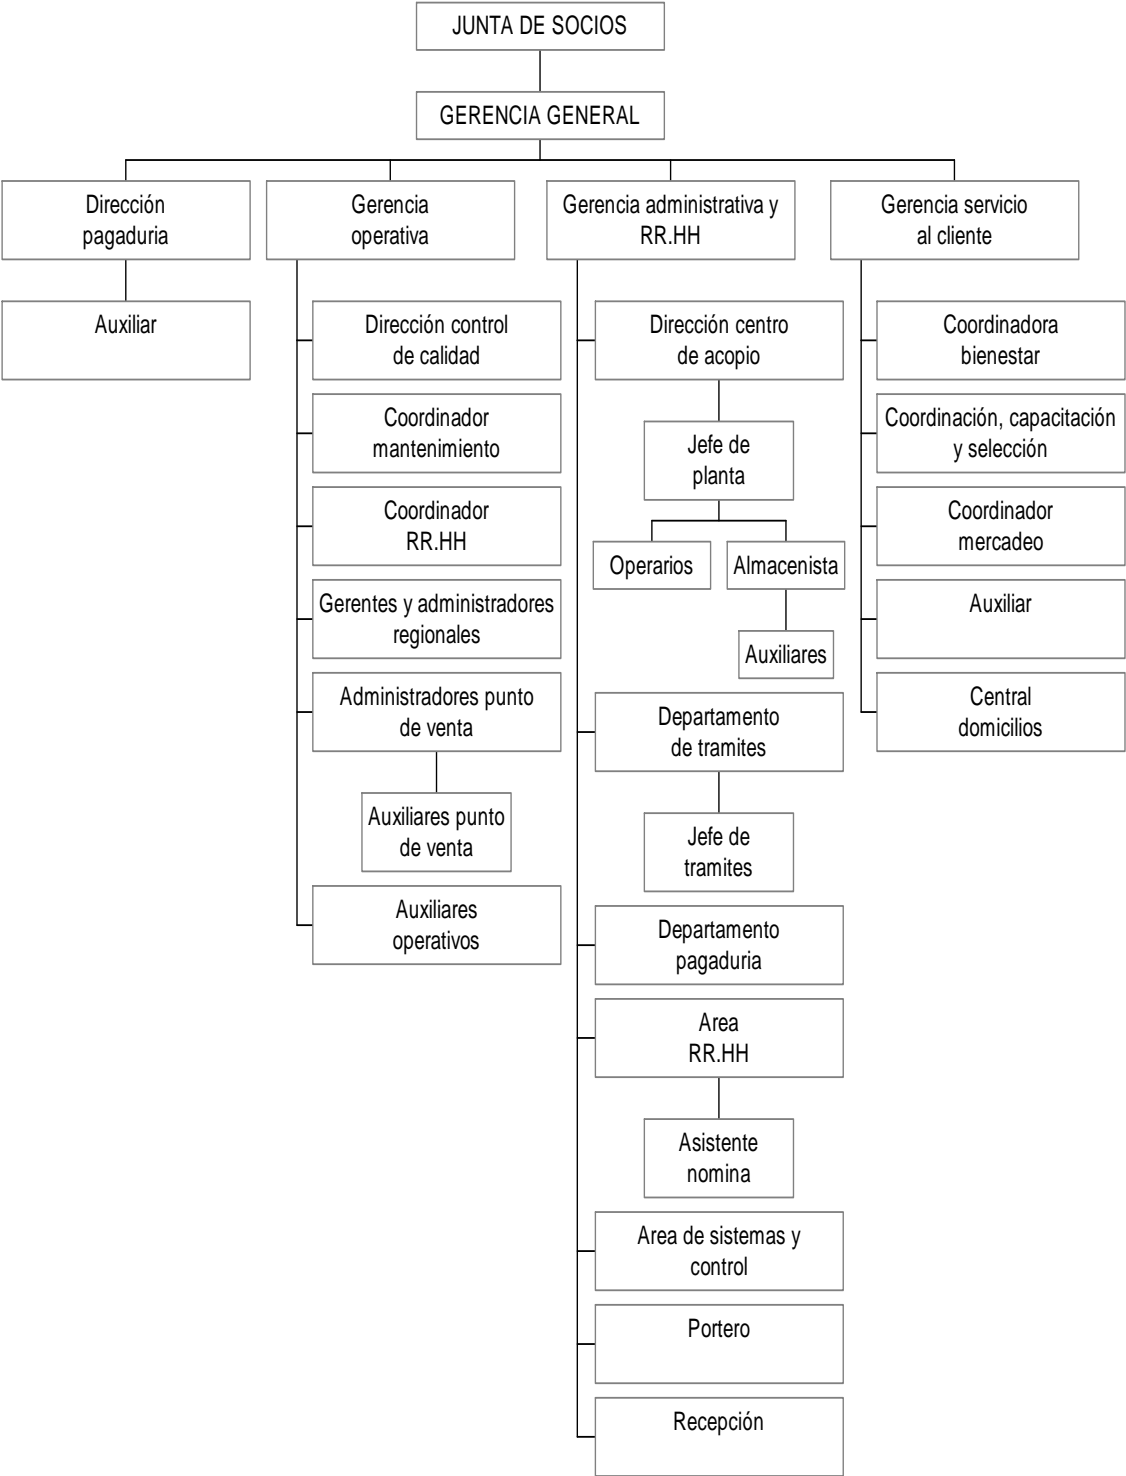 JUNTA DE SOCIOS
GERENCIA GENERAL
Dirección
pagaduria
Auxiliar
Gerencia
operativa
Dirección control
de calidad
Coordinador
mantenimiento
Coordinador
RR.HH
Gerentes y administradores
regionales
Administradores punto
de venta
Auxiliares punto
de venta
Auxiliares
operativos
Gerencia administrativa y
RR.HH
Dirección centro
de acopio
Jefe de
planta
Operarios
Almacenista
Auxiliares
Departamento
de tramites
Jefe de
tramites
Departamento
pagaduria
Area
RR.HH
Asistente
nomina
Area de sistemas y
control
Portero
Recepción
Gerencia servicio
al cliente
Coordinadora
bienestar
Coordinación, capacitación
y selección
Coordinador
mercadeo
Auxiliar
Central
domicilios